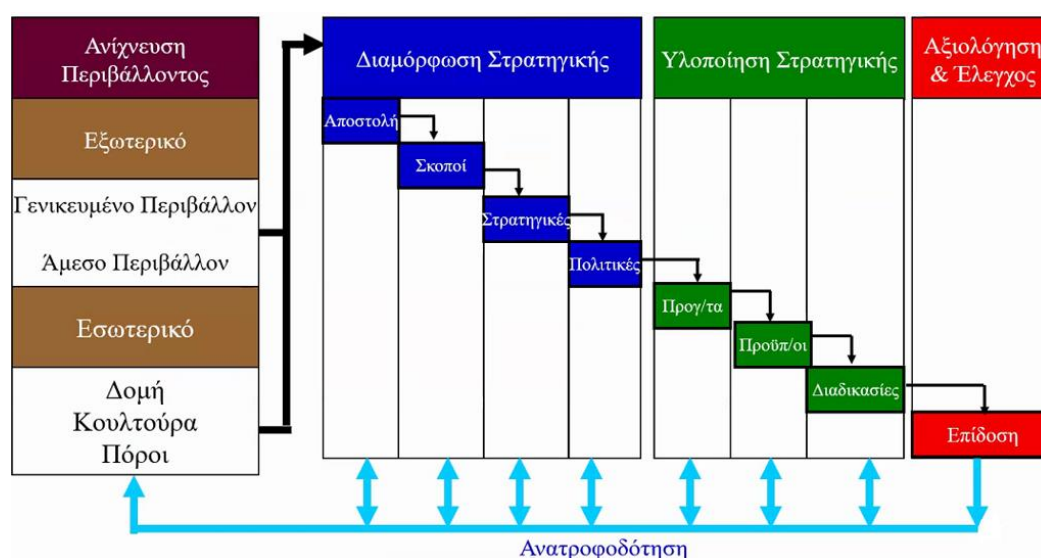 Ανίχνευση
Περιβάλλοντος
Εξωτερικό
Γενικευμένο Περιβάλλον
Άμεσο Περιβάλλον
Εσωτερικό
Δομή
Κουλτούρα
Πόροι
Διαμόρφωση Στρατηγικής
Αποστολή
Σκοποί
Στρατηγικές
Πολιτικές
Υλοποίηση Στρατηγικής
Προγ/τα
Προϋπ/οι
Διαδικασίες
Αξιολόγηση
& Έλεγχος
Επίδοση
Ανατροφοδότηση